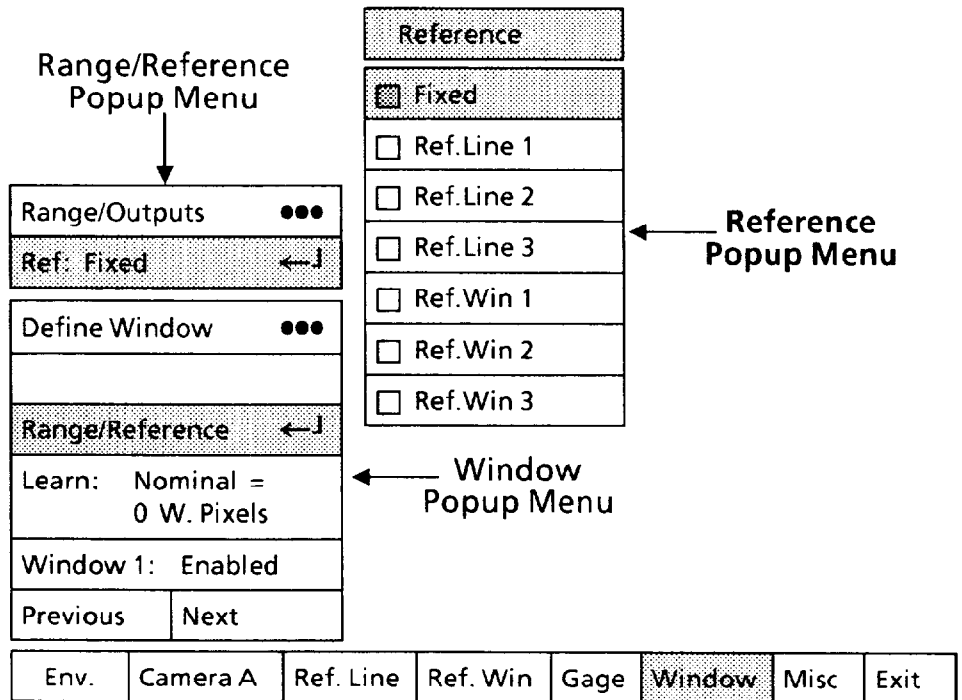 Range/Reference
Popup Menu
Reference
Fixed
Ref.Line 1
Ref.Line 2
Ref.Line 3
Ref.Win 1
Ref.Win 2
Ref.Win 3
Reference
Popup Menu
Range/Outputs
Ref: Fixed
Define Window
Range/Reference
Learn: Nominal =
0 W. Pixels
Window 1: Enabled
Previous Next
Window
Popup Menu
Env. Camera A Ref. Line Ref. Win Gage Window Misc Exit